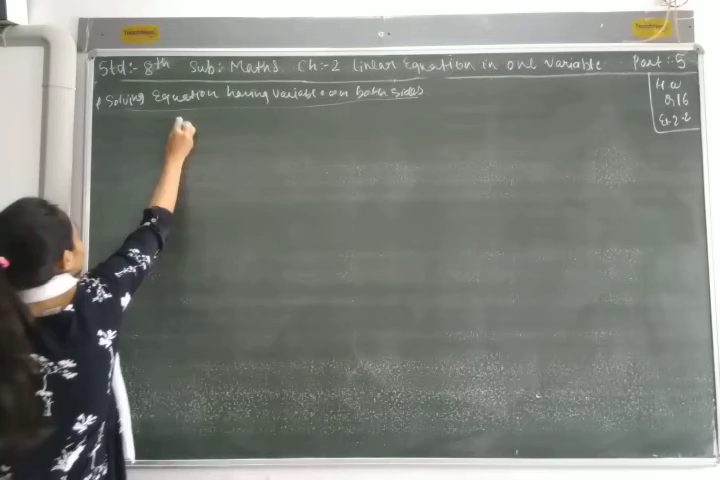 Std:- 8th Sub:- Maths. Ch:-2 Linear Equation in one variable Part:-5
Solving Equation having variable on both sides
H.W
Q,16
Ex-2.2